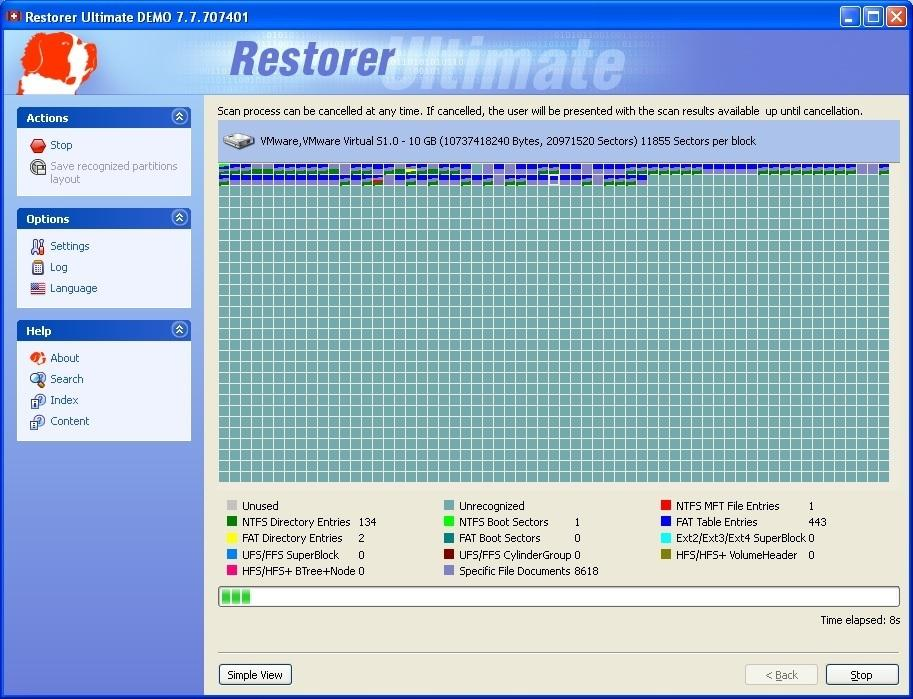 Restorer Ultimate DEMO 7.7.707401
Restorer Ultimate
Actions
Stop
Save recognized partitions
layout
Options
Settings
Log
Language
Help
About
Search
Index
Content
Scan process can be cancelled at any time. If cancelled, the user will be presented with the scan results available up until cancellation.
VMware,VMware Virtual S1.0 - 10 GB (10737418240 Bytes, 20971520 Sectors) 11855 Sectors per block
Unused
Unrecognized
NTFS MFT File Entries 1
NTFS Directory Entries 134
NTFS Boot Sectors 1
FAT Table Entries 443
FAT Directory Entries 2
FAT Boot Sectors 0
Ext2/Ext3/Ext4 SuperBlock 0
UFS/FFS SuperBlock 0
UFS/FFS CylinderGroup 0
HFS/HFS+ VolumeHeader 0
HFS/HFS+ BTree+Node 0
Specific File Documents 8618
Time elapsed: 8s
Simple View
< Back
Stop